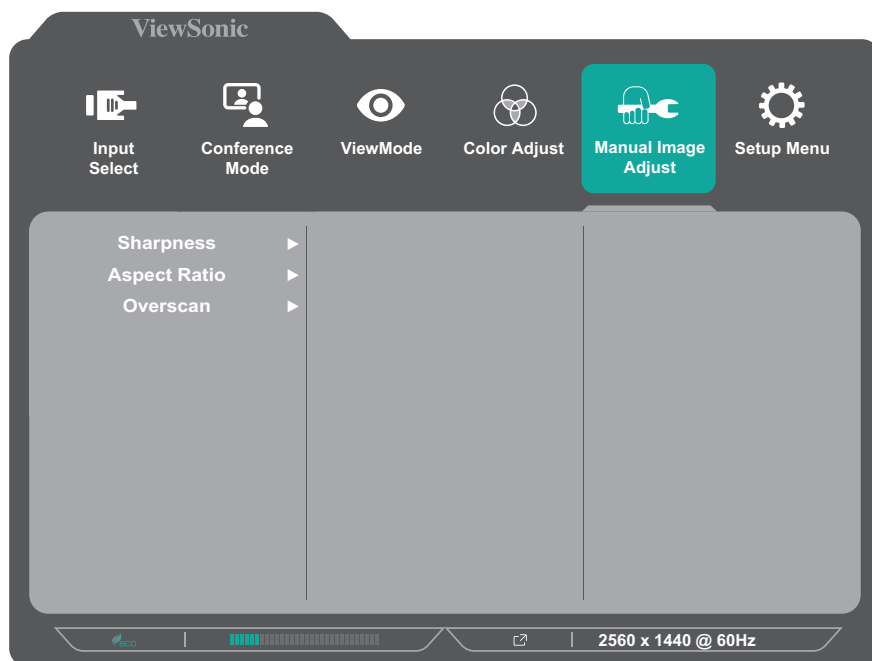 ViewSonic
Input
Select
Conference
Mode
ViewMode
Color Adjust
Manual Image
Adjust
Setup Menu
Sharpness
Aspect Ratio
Overscan
eco
2560 x 1440 @ 60Hz